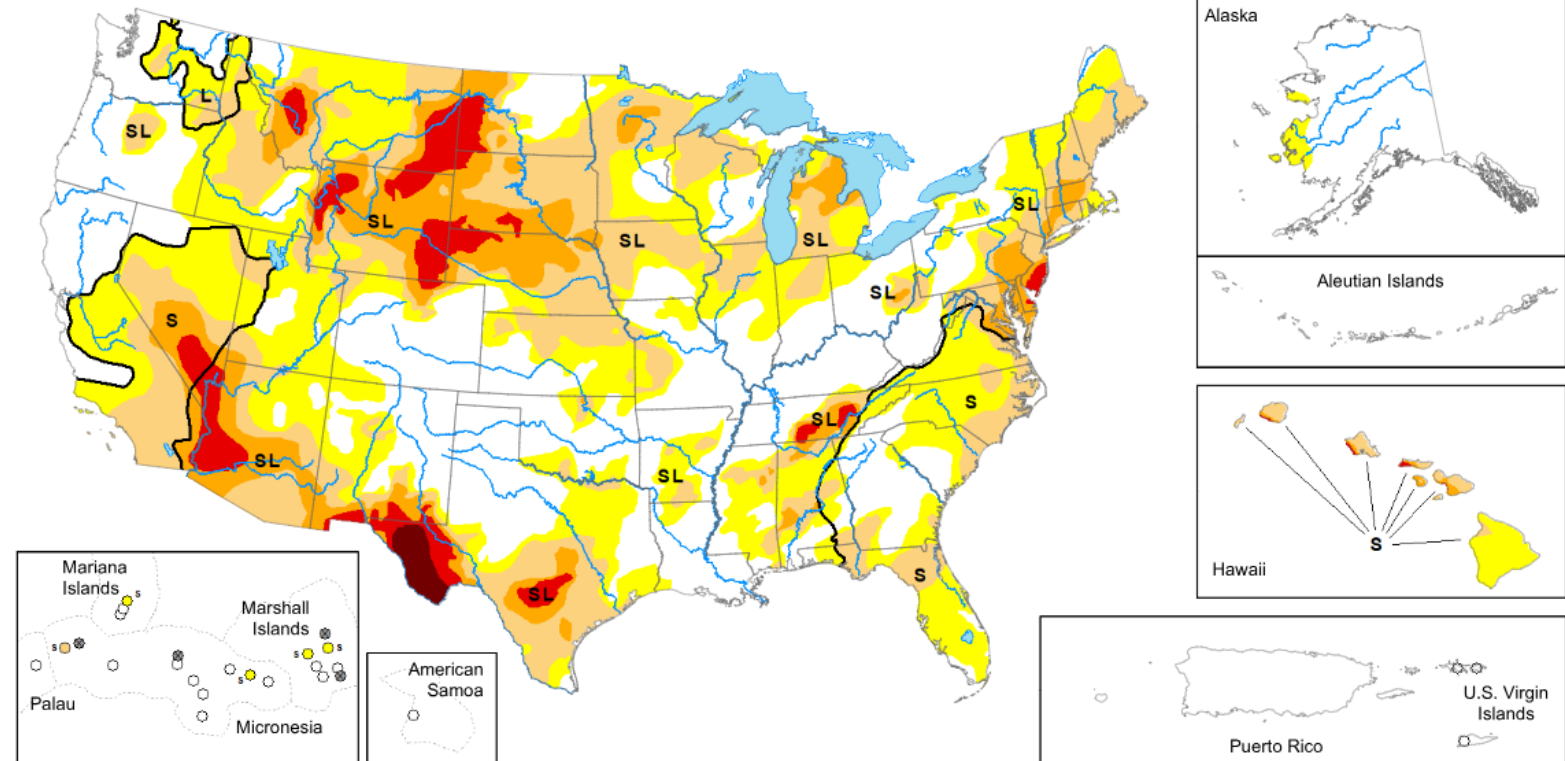 Alaska
L
SL
Aleutian Islands
SL
SL
SL
SL
SL
S
SL
S
SL
SL
S
SL
S
S
Hawaii
Mariana
Islands
s
Marshall
Islands
s
s
s
s
Palau
Micronesia
American
Samoa
U.S. Virgin
Islands
Puerto Rico